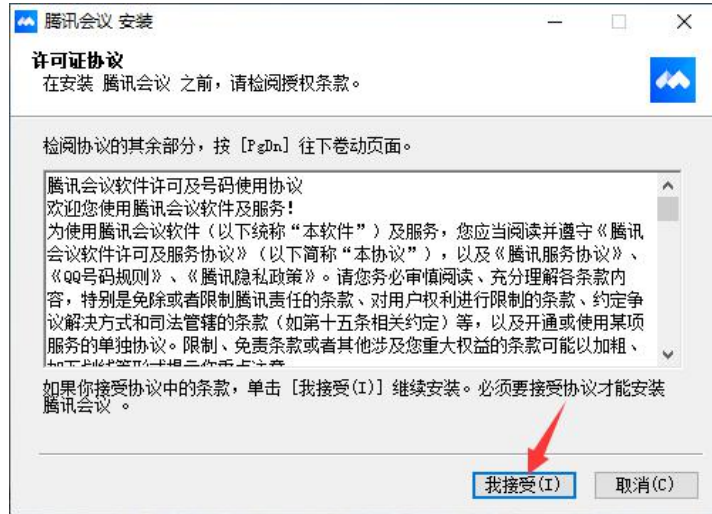 腾讯会议 安装
许可证协议
在安装 腾讯会议 之前，请检阅授权条款。
检阅协议的其余部分，按 [PgDn] 往下卷动页面。
腾讯会议软件许可及号码使用协议
欢迎您使用腾讯会议软件及服务！
为使用腾讯会议软件（以下统称“本软件”）及服务，您应当阅读并遵守《腾讯
会议软件许可及服务协议》（以下简称“本协议”），以及《腾讯服务协议》、
《QQ号码规则》、《腾讯隐私政策》。请您务必审慎阅读、充分理解各条款内
容，特别是免除或者限制腾讯责任的条款、对用户权利进行限制的条款、约定争
议解决方式和司法管辖的条款（如第十五条相关约定）等，以及开通或使用某项
服务的单独协议。限制、免责条款或者其他涉及您重大权益的条款可能以加粗、
如果你接受协议中的条款，单击 [我接受(I)] 继续安装。必须要接受协议才能安装
腾讯会议 。
我接受(I)
取消(C)